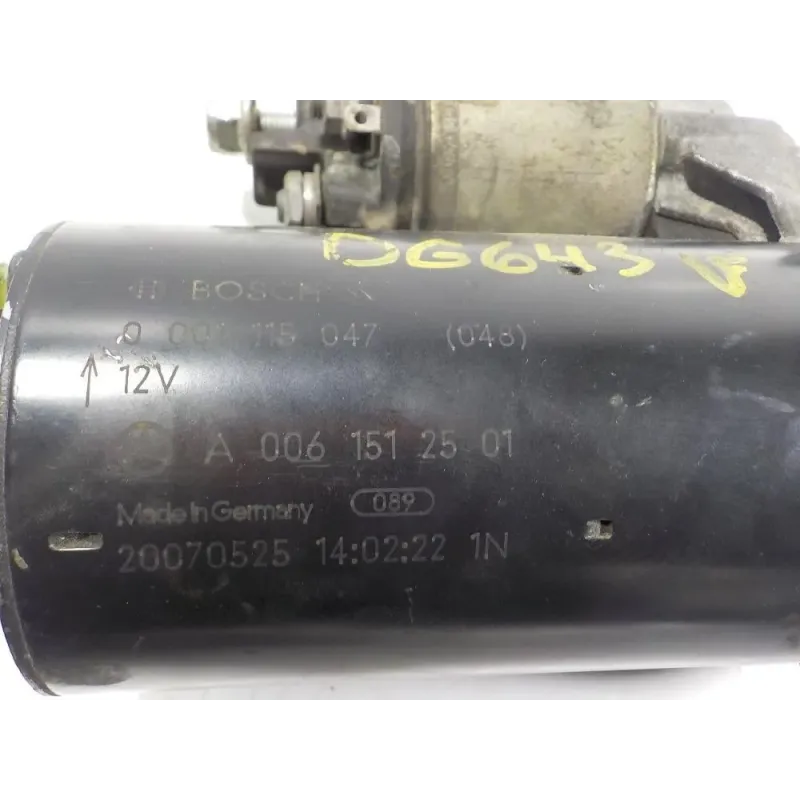 DG643
BOSCH
0 001 115 047 (048)
12V
A 006 151 25 01
Made in Germany 089
20070525 14:02:22 1N